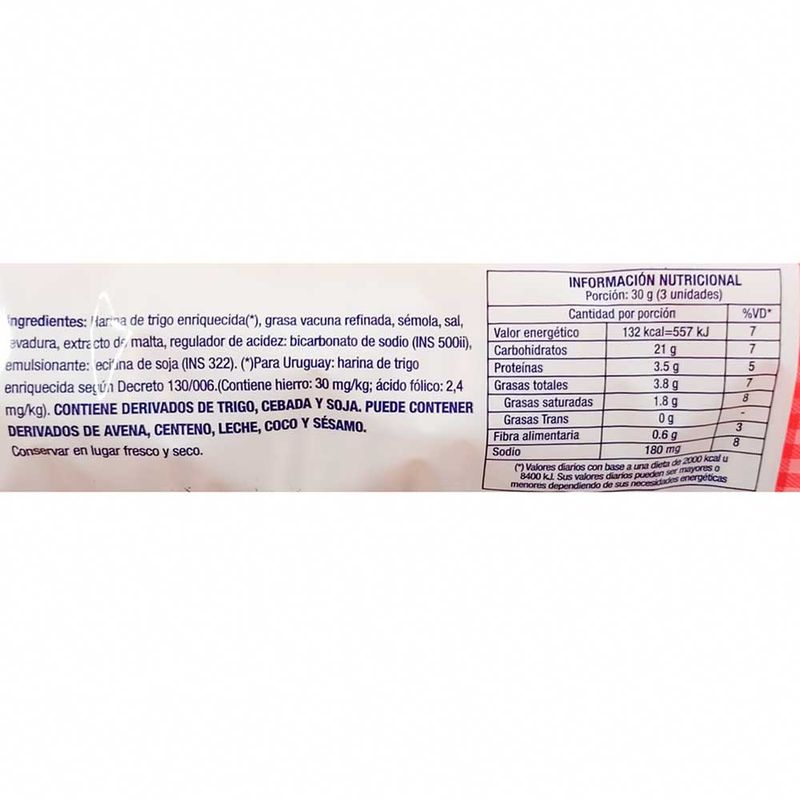 Ingredientes: Harina de trigo enriquecida(*), grasa vacuna refinada, sémola, sal,
levadura, extracto de malta, regulador de acidez: bicarbonato de sodio (INS 500ii),
emulsionante: lecitina de soja (INS 322). (*)Para Uruguay: harina de trigo
enriquecida según Decreto 130/006.(Contiene hierro: 30 mg/kg; ácido fólico: 2,4
mg/kg). CONTIENE DERIVADOS DE TRIGO, CEBADA Y SOJA. PUEDE CONTENER
DERIVADOS DE AVENA, CENTENO, LECHE, COCO Y SÉSAMO.
Conservar en lugar fresco y seco.
INFORMACIÓN NUTRICIONAL
Porción: 30 g (3 unidades)
Cantidad por porción %VD*
Valor energético 132 kcal=557 kJ 7
Carbohidratos 21 g 7
Proteínas 3.5 g 5
Grasas totales 3.8 g 7
Grasas saturadas 1.8 g 8
Grasas Trans 0 g -
Fibra alimentaria 0.6 g 3
Sodio 180 mg 8
(*) Valores diarios con base a una dieta de 2000 kcal u
8400 kJ. Sus valores diarios pueden ser mayores o
menores dependiendo de sus necesidades energéticas